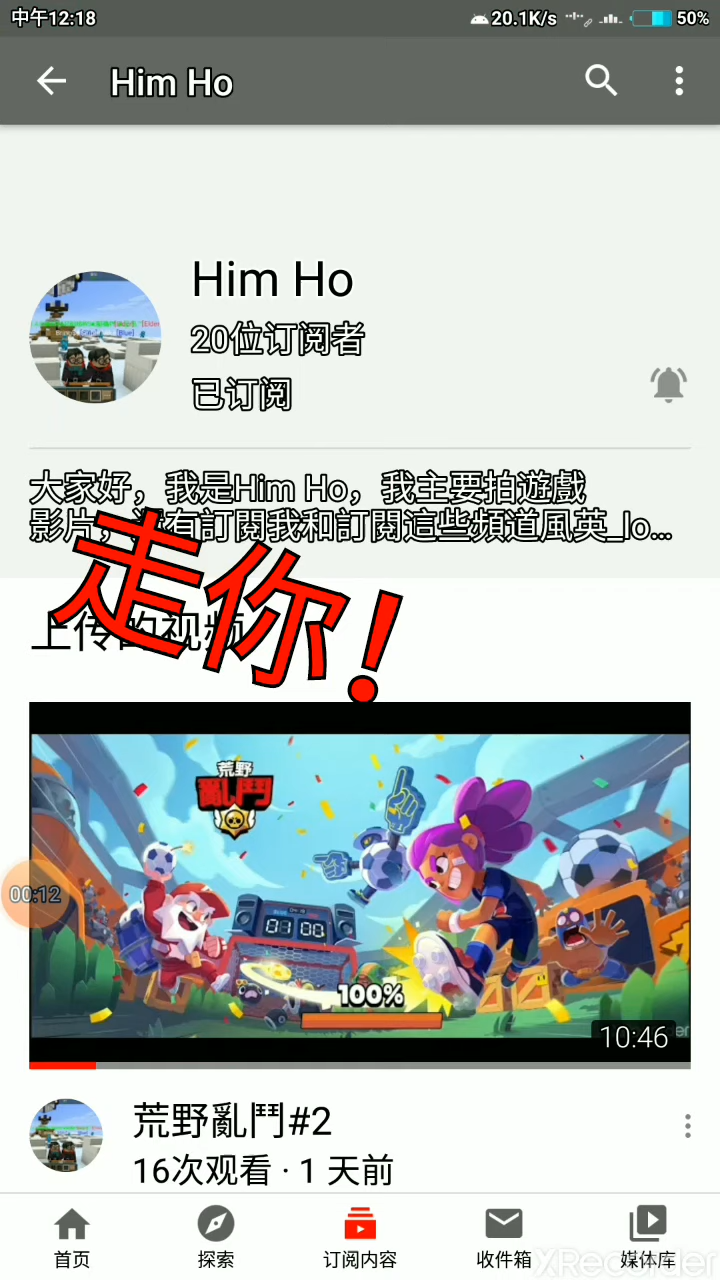 中午12:18
20.1K/s
50%
Him Ho
Him Ho
20位订阅者
已订阅
大家好，我是Him Ho，我主要拍遊戲
影片，還有訂閱我和訂閱這些頻道風英_lo...
走你！
上传的视频
荒野
亂鬥
07 00
100%
00:12
10:46
荒野亂鬥#2
16次观看 · 1 天前
首页
探索
订阅内容
收件箱
媒体库
XRecorder